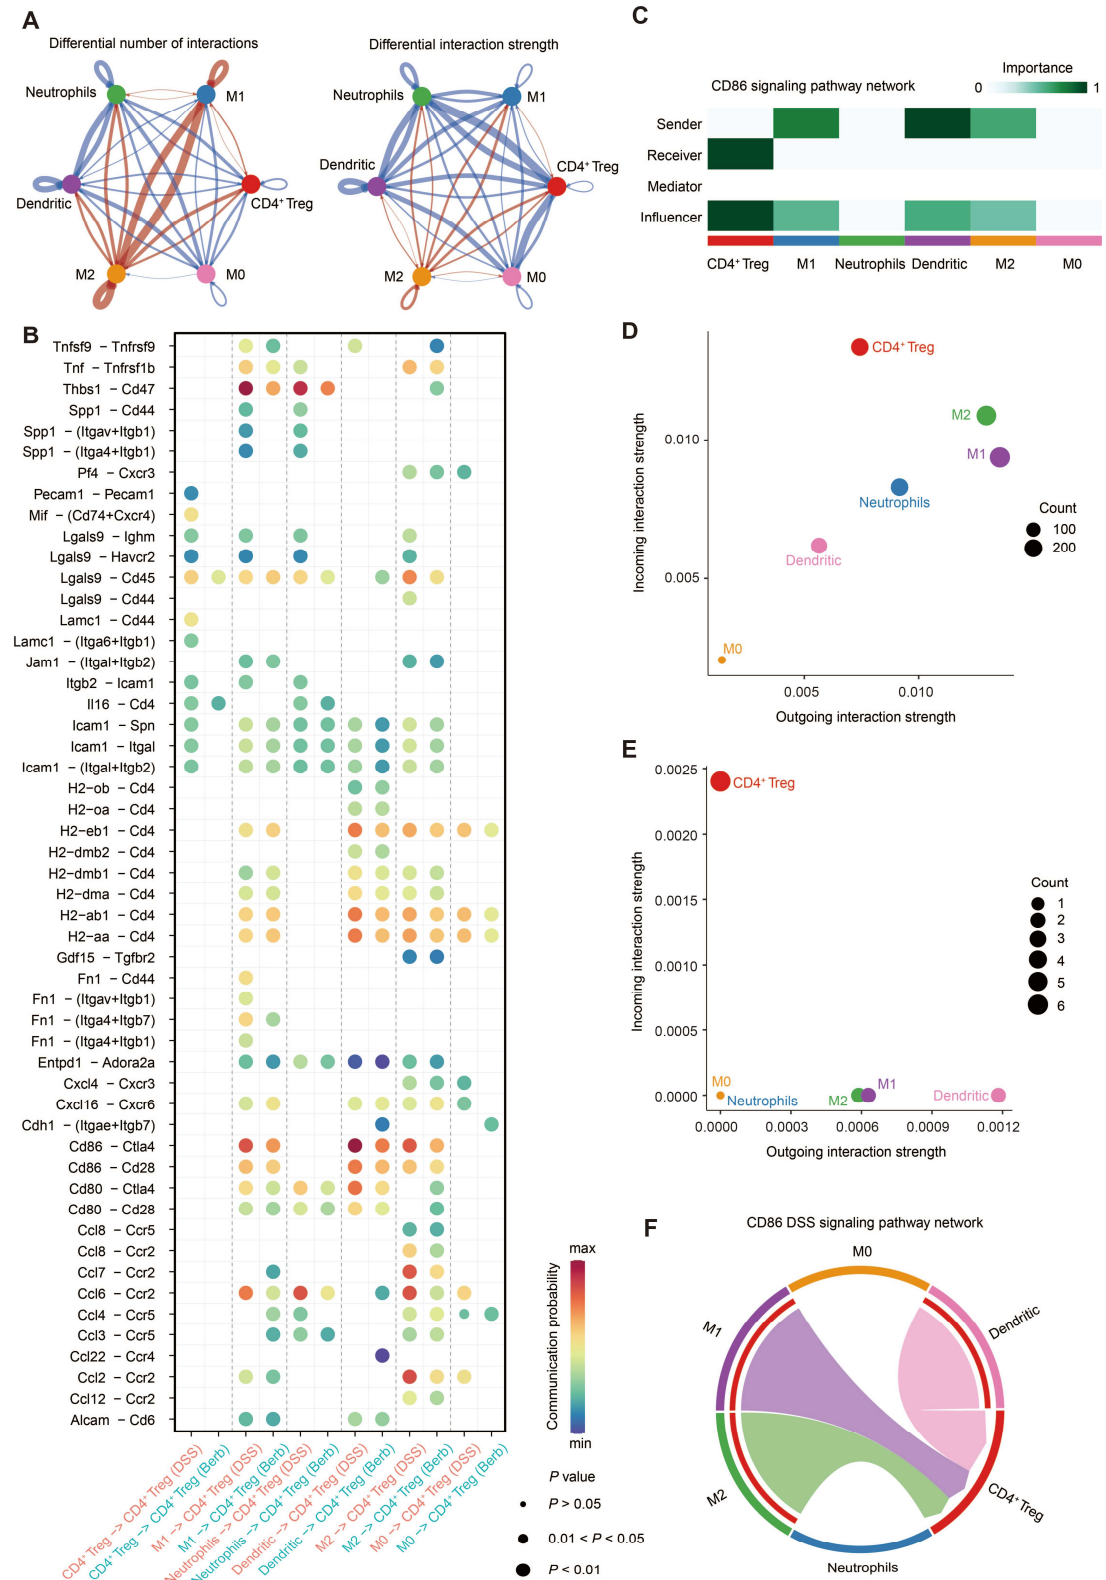 A
Differential number of interactions
Differential interaction strength
Neutrophils
M1
Dendritic
CD4⁺ Treg
M2
M0
Neutrophils
M1
Dendritic
CD4⁺ Treg
M2
M0
C
CD86 signaling pathway network
Importance
0
1
Sender
Receiver
Mediator
Influencer
CD4⁺ Treg
M1
Neutrophils
Dendritic
M2
M0
B
Tnfsf9 − Tnfrsf9
Tnf − Tnfrsf1b
Thbs1 − Cd47
Spp1 − Cd44
Spp1 − (Itgav+Itgb1)
Spp1 − (Itga4+Itgb1)
Pf4 − Cxcr3
Pecam1 − Pecam1
Mif − (Cd74+Cxcr4)
Lgals9 − Ighm
Lgals9 − Havcr2
Lgals9 − Cd45
Lgals9 − Cd44
Lamc1 − Cd44
Lamc1 − (Itga6+Itgb1)
Jam1 − (Itgal+Itgb2)
Itgb2 − Icam1
Il16 − Cd4
Icam1 − Spn
Icam1 − Itgal
Icam1 − (Itgal+Itgb2)
H2−ob − Cd4
H2−oa − Cd4
H2−eb1 − Cd4
H2−dmb2 − Cd4
H2−dmb1 − Cd4
H2−dma − Cd4
H2−ab1 − Cd4
H2−aa − Cd4
Gdf15 − Tgfbr2
Fn1 − Cd44
Fn1 − (Itgav+Itgb1)
Fn1 − (Itga4+Itgb7)
Fn1 − (Itga4+Itgb1)
Entpd1 − Adora2a
Cxcl4 − Cxcr3
Cxcl16 − Cxcr6
Cdh1 − (Itgae+Itgb7)
Cd86 − Ctla4
Cd86 − Cd28
Cd80 − Ctla4
Cd80 − Cd28
Ccl8 − Ccr5
Ccl8 − Ccr2
Ccl7 − Ccr2
Ccl6 − Ccr2
Ccl4 − Ccr5
Ccl3 − Ccr5
Ccl22 − Ccr4
Ccl2 − Ccr2
Ccl12 − Ccr2
Alcam − Cd6
CD4⁺ Treg −> CD4⁺ Treg (DSS)
CD4⁺ Treg −> CD4⁺ Treg (Berb)
M1 −> CD4⁺ Treg (DSS)
M1 −> CD4⁺ Treg (Berb)
Neutrophils −> CD4⁺ Treg (DSS)
Neutrophils −> CD4⁺ Treg (Berb)
Dendritic −> CD4⁺ Treg (DSS)
Dendritic −> CD4⁺ Treg (Berb)
M2 −> CD4⁺ Treg (DSS)
M2 −> CD4⁺ Treg (Berb)
M0 −> CD4⁺ Treg (DSS)
M0 −> CD4⁺ Treg (Berb)
max
Communication probability
min
P value
P > 0.05
0.01 < P < 0.05
P < 0.01
D
Incoming interaction strength
0.010
0.005
CD4⁺ Treg
M2
M1
Neutrophils
Dendritic
M0
0.005
0.010
Outgoing interaction strength
Count
100
200
E
Incoming interaction strength
0.0025
0.0020
0.0015
0.0010
0.0005
0.0000
CD4⁺ Treg
M0
Neutrophils
M2
M1
Dendritic
0.0000
0.0003
0.0006
0.0009
0.0012
Outgoing interaction strength
Count
1
2
3
4
5
6
F
CD86 DSS signaling pathway network
M0
M1
Dendritic
M2
CD4⁺Treg
Neutrophils